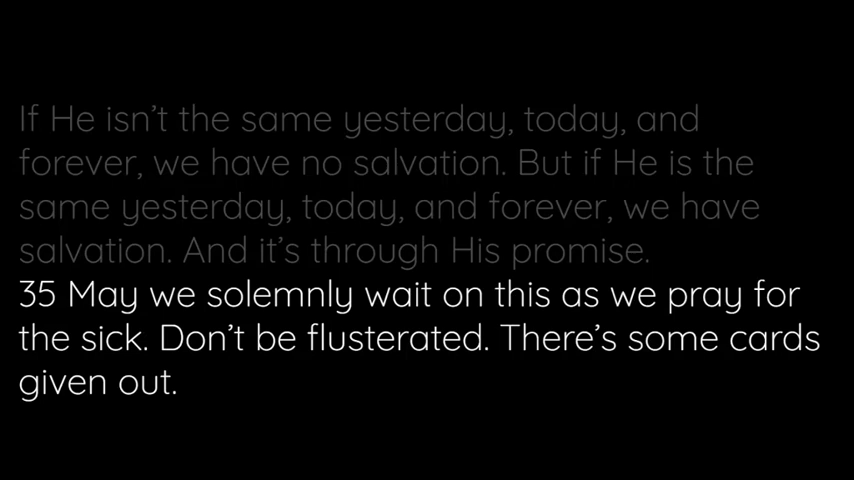 If He isn’t the same yesterday, today, and
forever, we have no salvation. But if He is the
same yesterday, today, and forever, we have
salvation. And it’s through His promise.
35 May we solemnly wait on this as we pray for
the sick. Don’t be flusterated. There’s some cards
given out.